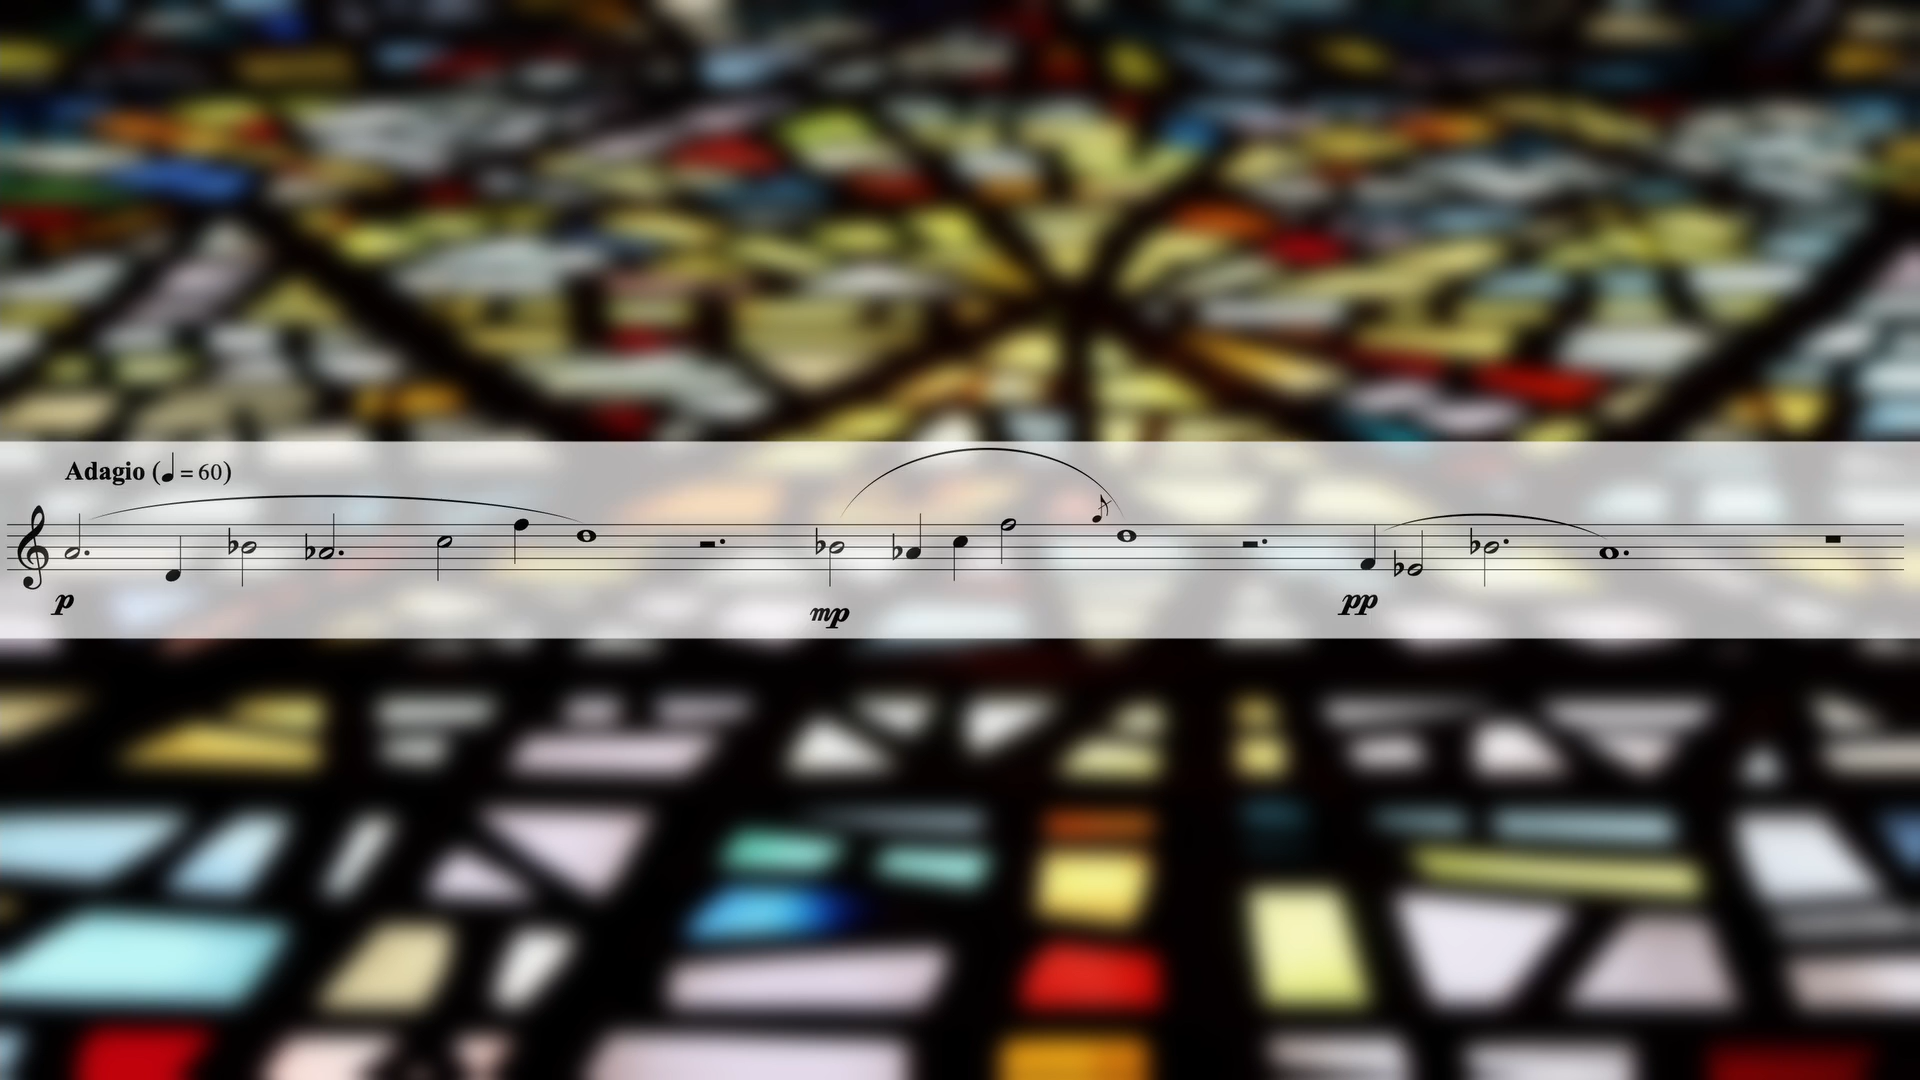 Adagio (♩ = 60)
p mp pp